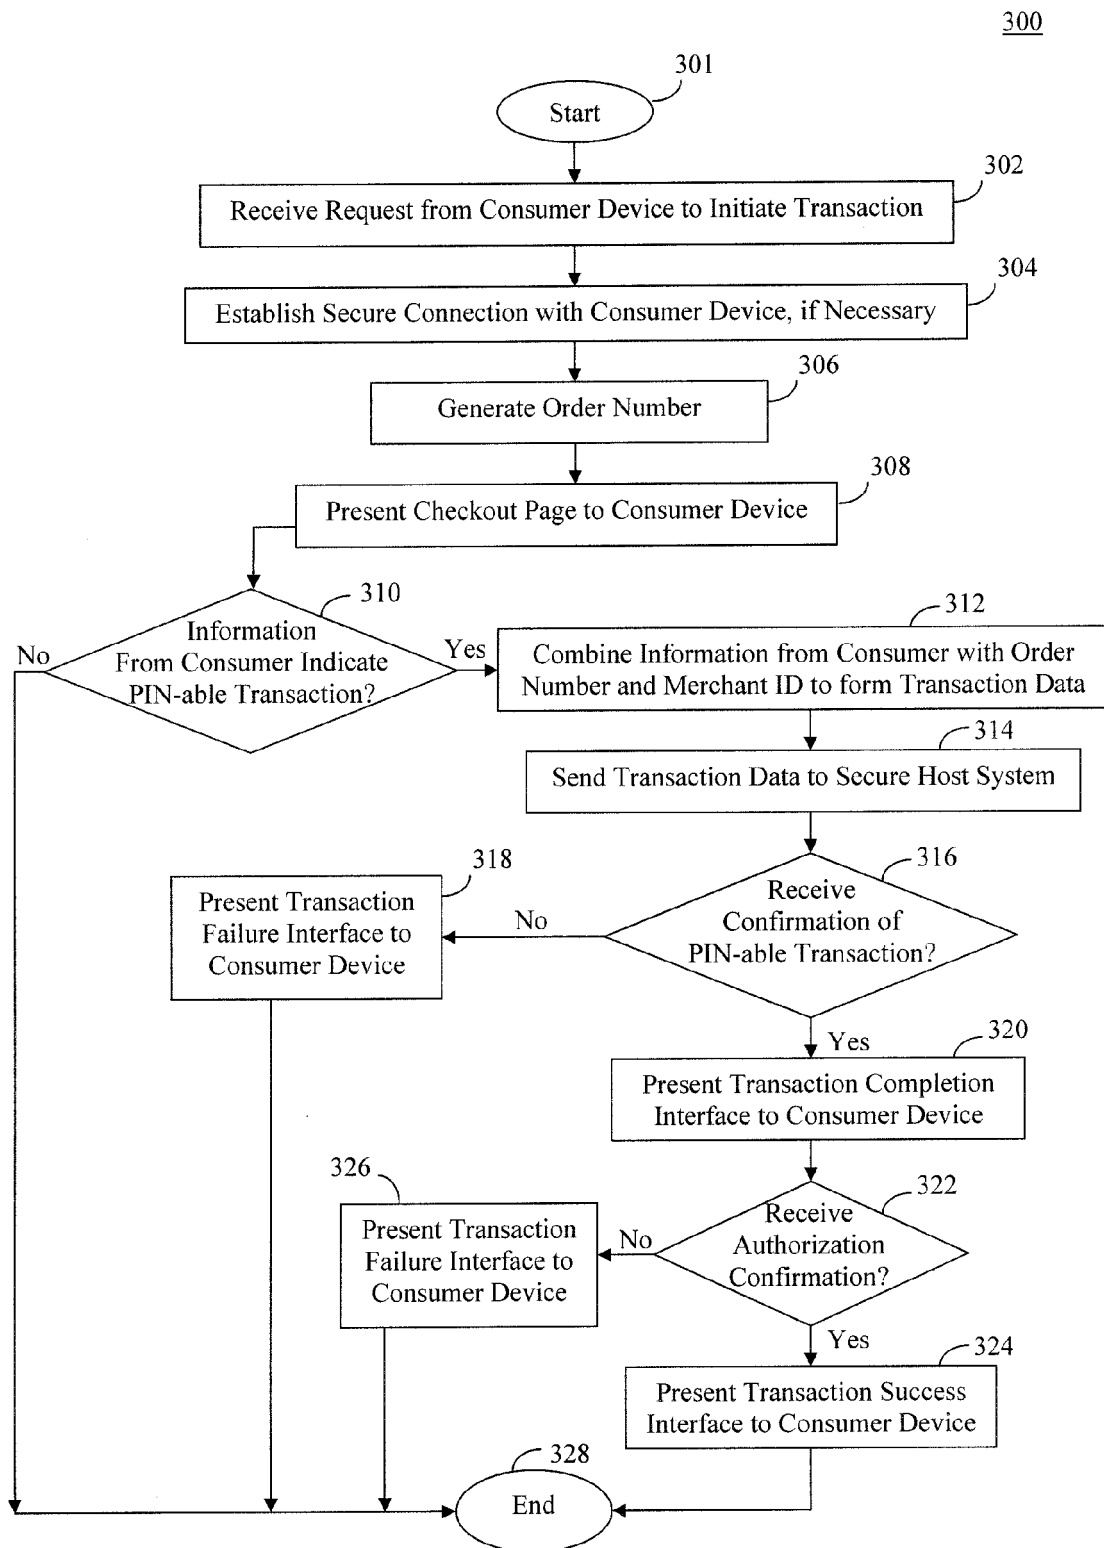 300
301
Start
302
Receive Request from Consumer Device to Initiate Transaction
304
Establish Secure Connection with Consumer Device, if Necessary
306
Generate Order Number
308
Present Checkout Page to Consumer Device
310
Information
From Consumer Indicate
PIN-able Transaction?
No
Yes
312
Combine Information from Consumer with Order
Number and Merchant ID to form Transaction Data
314
Send Transaction Data to Secure Host System
316
Receive
Confirmation of
PIN-able Transaction?
No
318
Present Transaction
Failure Interface to
Consumer Device
Yes
320
Present Transaction Completion
Interface to Consumer Device
322
Receive
Authorization
Confirmation?
No
326
Present Transaction
Failure Interface to
Consumer Device
Yes
324
Present Transaction Success
Interface to Consumer Device
328
End